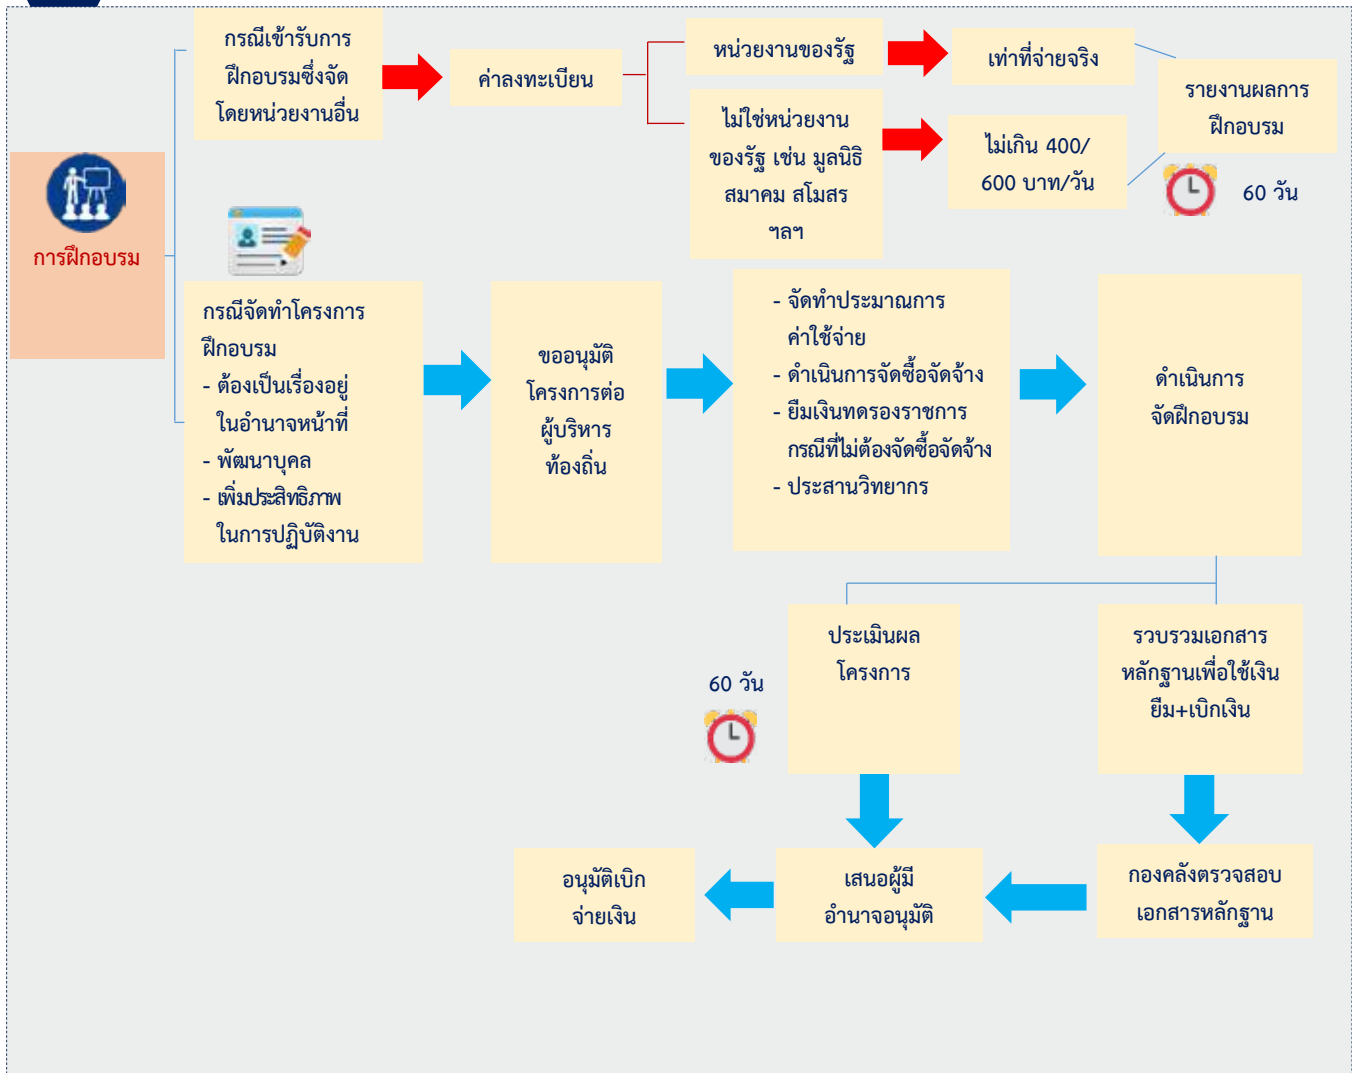 การฝึกอบรม
กรณีเข้ารับการ
ฝึกอบรมซึ่งจัด
โดยหน่วยงานอื่น
ค่าลงทะเบียน
หน่วยงานของรัฐ
เท่าที่จ่ายจริง
ไม่ใช่หน่วยงาน
ของรัฐ เช่น มูลนิธิ
สมาคม สโมสร
ฯลฯ
ไม่เกิน 400/
600 บาท/วัน
รายงานผลการ
ฝึกอบรม
60 วัน
กรณีจัดทำโครงการ
ฝึกอบรม
- ต้องเป็นเรื่องอยู่
ในอำนาจหน้าที่
- พัฒนาบุคล
- เพิ่มประสิทธิภาพ
ในการปฏิบัติงาน
ขออนุมัติ
โครงการต่อ
ผู้บริหาร
ท้องถิ่น
- จัดทำประมาณการ
ค่าใช้จ่าย
- ดำเนินการจัดซื้อจัดจ้าง
- ยืมเงินทดรองราชการ
กรณีที่ไม่ต้องจัดซื้อจัดจ้าง
- ประสานวิทยากร
ดำเนินการ
จัดฝึกอบรม
ประเมินผล
โครงการ
60 วัน
รวบรวมเอกสาร
หลักฐานเพื่อใช้เงิน
ยืม+เบิกเงิน
กองคลังตรวจสอบ
เอกสารหลักฐาน
เสนอผู้มี
อำนาจอนุมัติ
อนุมัติเบิก
จ่ายเงิน